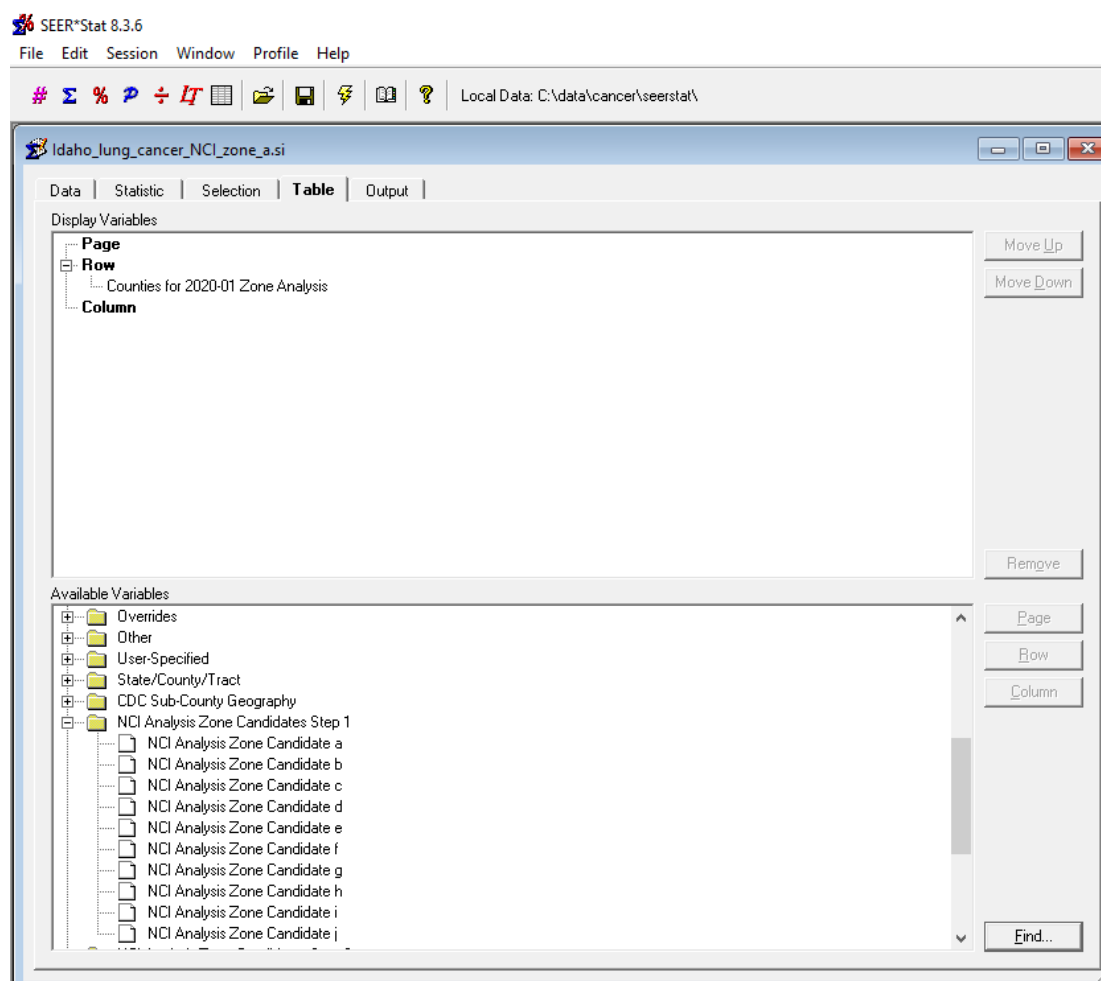 SEER*Stat 8.3.6
File Edit Session Window Profile Help
# Σ % P ÷ LT Local Data: C:\data\cancer\seerstat\
Idaho_lung_cancer_NCI_zone_a.si
Data Statistic Selection Table Output
Display Variables
Page
Move Up
Row
Counties for 2020-01 Zone Analysis
Move Down
Column
Remove
Available Variables
Overrides
Page
Other
User-Specified
Row
State/County/Tract
CDC Sub-County Geography
Column
NCI Analysis Zone Candidates Step 1
NCI Analysis Zone Candidate a
NCI Analysis Zone Candidate b
NCI Analysis Zone Candidate c
NCI Analysis Zone Candidate d
NCI Analysis Zone Candidate e
NCI Analysis Zone Candidate f
NCI Analysis Zone Candidate g
NCI Analysis Zone Candidate h
NCI Analysis Zone Candidate i
NCI Analysis Zone Candidate j
Find...